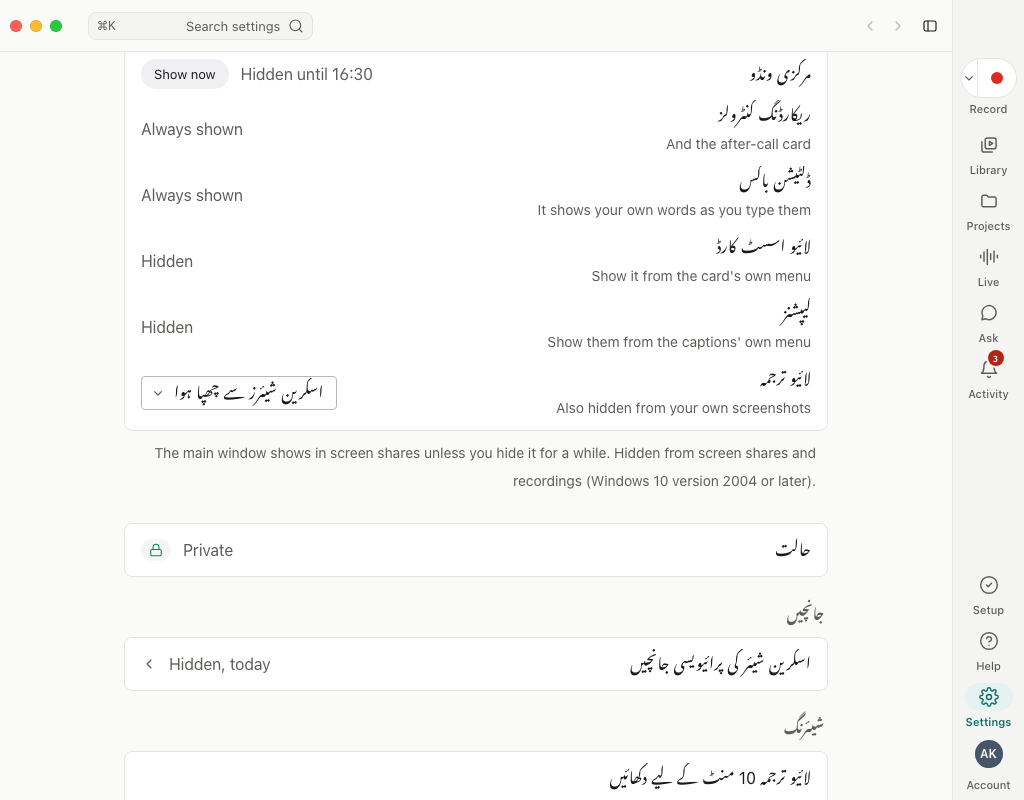 ⌘K
Search settings
مرکزی ونڈو
Hidden until 16:30
Show now
ریکارڈنگ کنٹرولز
And the after-call card
Always shown
ڈکٹیشن باکس
It shows your own words as you type them
Always shown
لائیو اسسٹ کارڈ
Show it from the card's own menu
Hidden
کیپشنز
Show them from the captions' own menu
Hidden
لائیو ترجمہ
Also hidden from your own screenshots
اسکرین شیئرز سے چھپا ہوا
The main window shows in screen shares unless you hide it for a while. Hidden from screen shares and
recordings (Windows 10 version 2004 or later).
حالت
Private
جانچیں
اسکرین شیئر کی پرائیویسی جانچیں
Hidden, today
شیئرنگ
لائیو ترجمہ 10 منٹ کے لیے دکھائیں
Record
Library
Projects
Live
Ask
3
Activity
Setup
Help
Settings
AK
Account